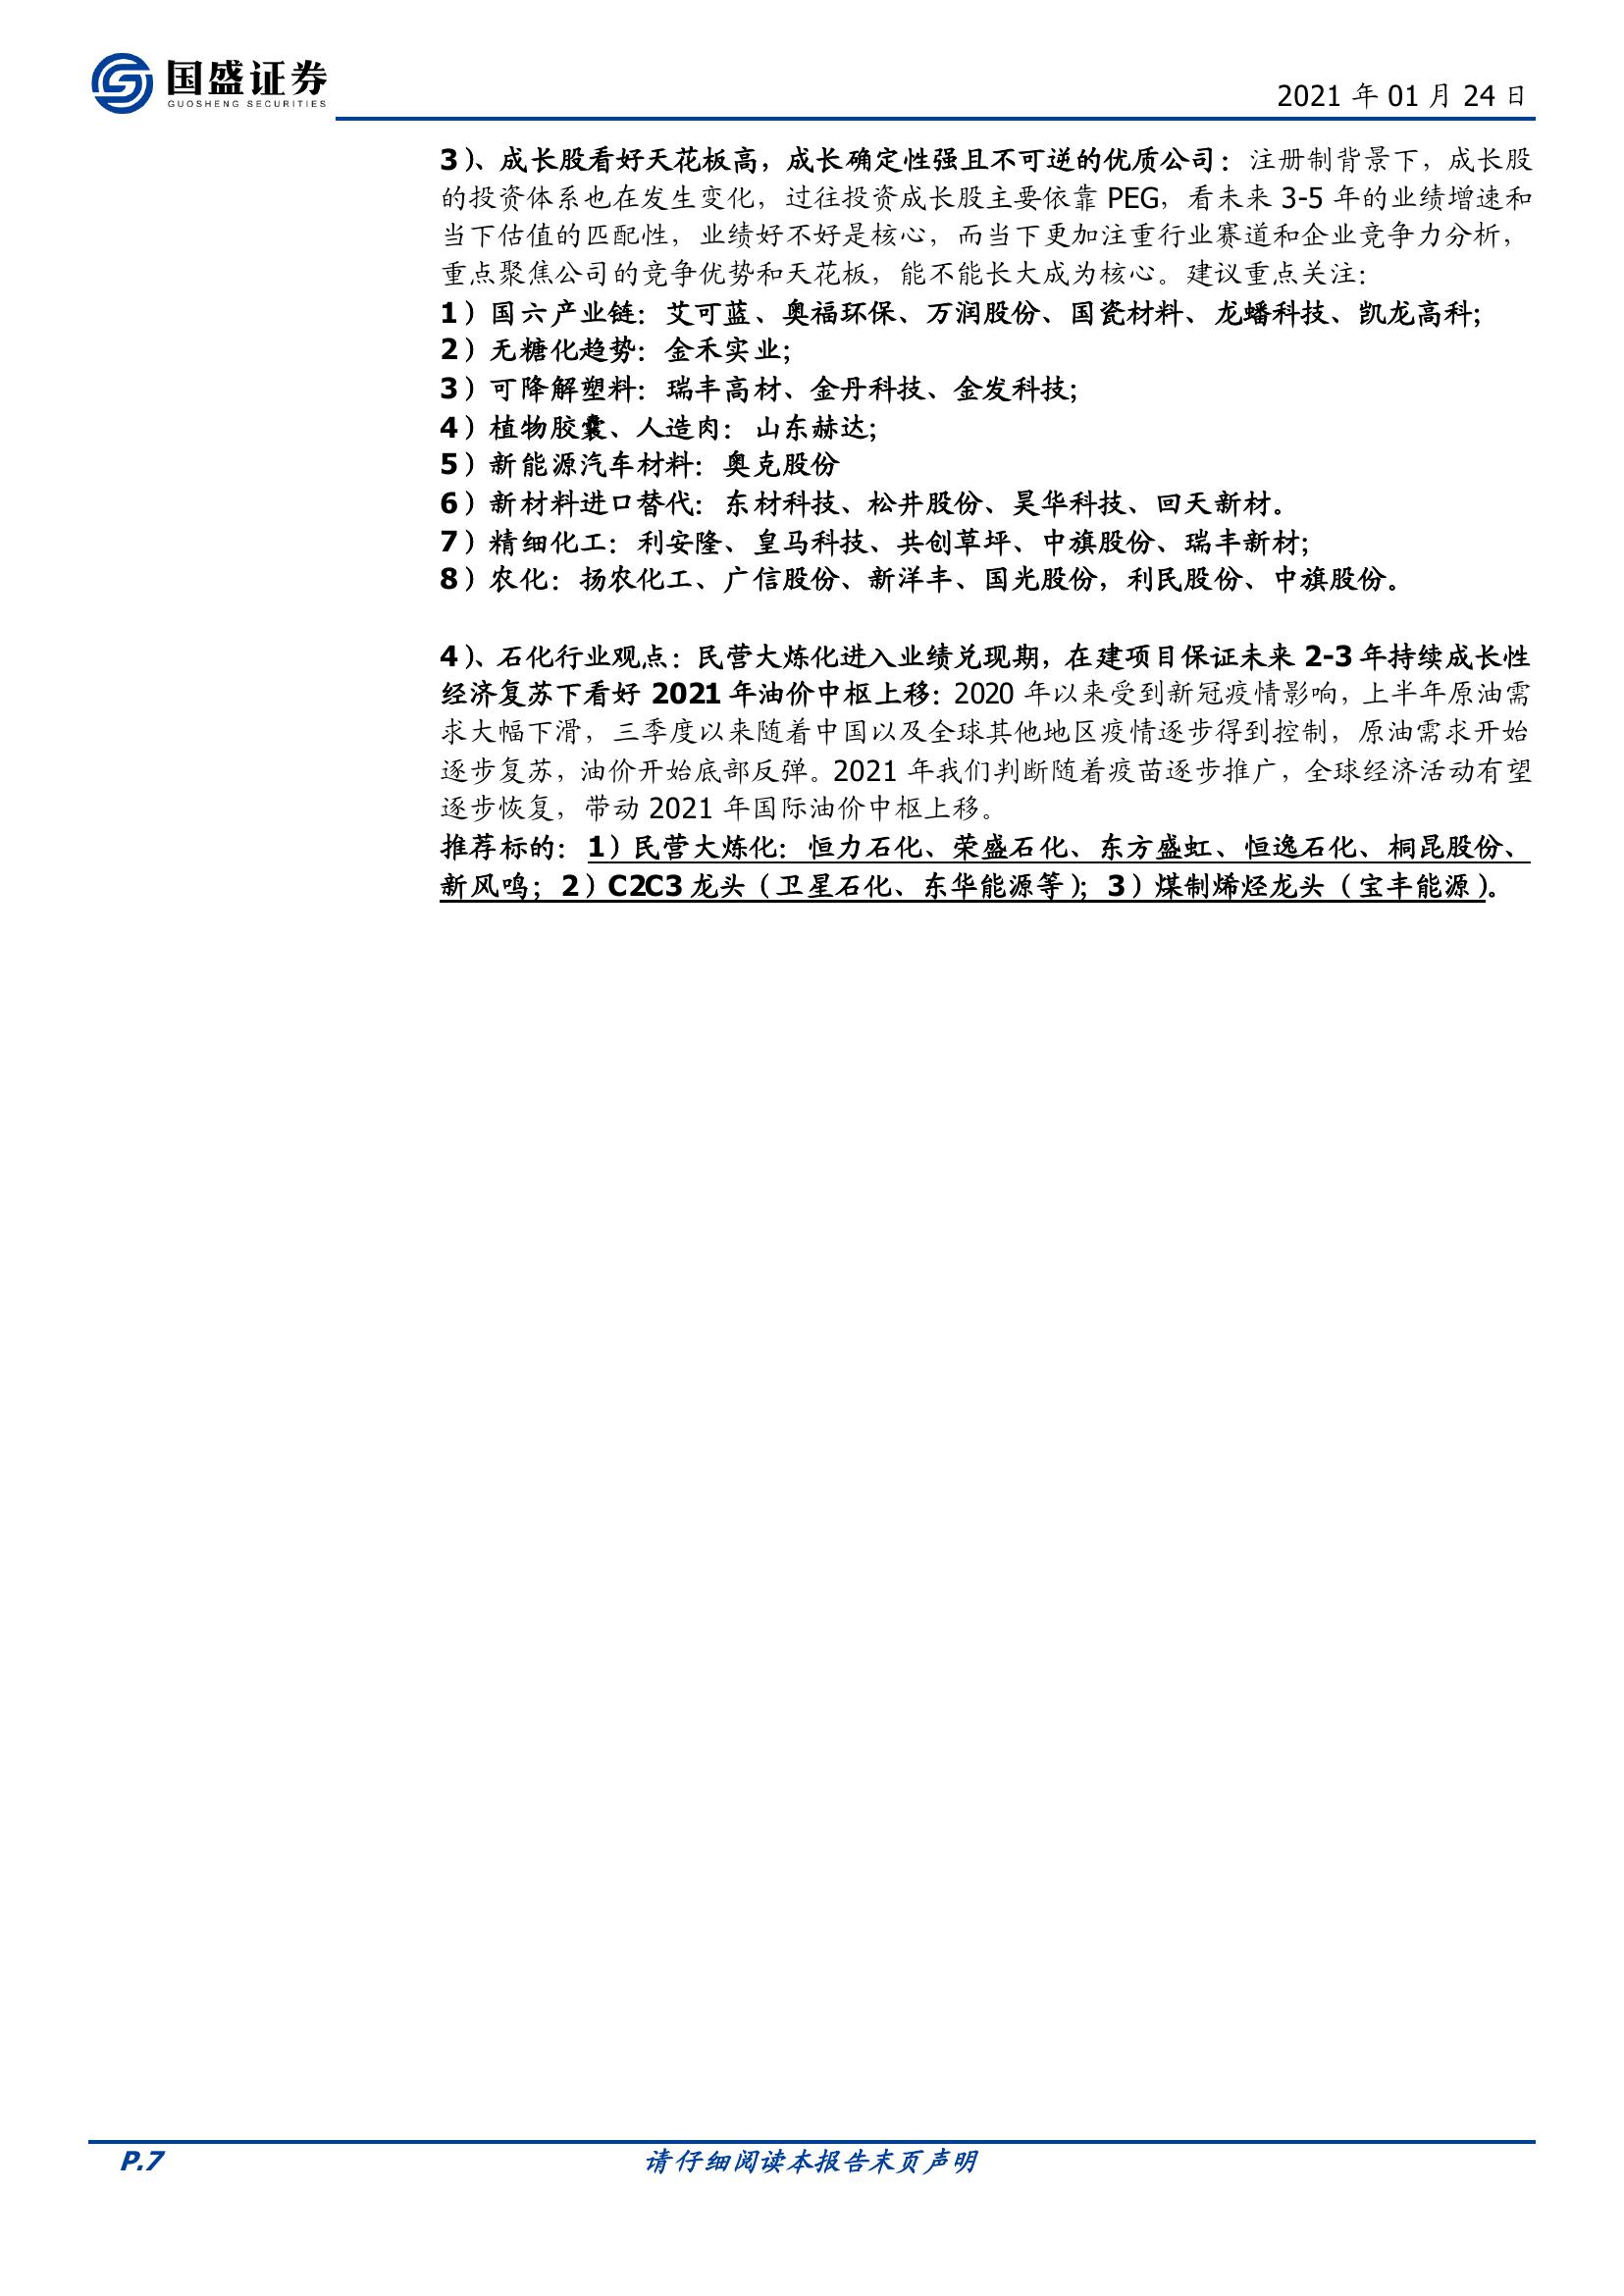 国盛证券
GUOSHENG SECURITIES
2021 年 01 月 24 日
3）、成长股看好天花板高，成长确定性强且不可逆的优质公司：注册制背景下，成长股
的投资体系也在发生变化，过往投资成长股主要依靠 PEG，看未来 3-5 年的业绩增速和
当下估值的匹配性，业绩好不好是核心，而当下更加注重行业赛道和企业竞争力分析，
重点聚焦公司的竞争优势和天花板，能不能长大成为核心。建议重点关注：
1）国六产业链：艾可蓝、奥福环保、万润股份、国瓷材料、龙蟠科技、凯龙高科；
2）无糖化趋势：金禾实业；
3）可降解塑料：瑞丰高材、金丹科技、金发科技；
4）植物胶囊、人造肉：山东赫达；
5）新能源汽车材料：奥克股份
6）新材料进口替代：东材科技、松井股份、昊华科技、回天新材。
7）精细化工：利安隆、皇马科技、共创草坪、中旗股份、瑞丰新材；
8）农化：扬农化工、广信股份、新洋丰、国光股份，利民股份、中旗股份。
4）、石化行业观点：民营大炼化进入业绩兑现期，在建项目保证未来 2-3 年持续成长性
经济复苏下看好 2021 年油价中枢上移：2020 年以来受到新冠疫情影响，上半年原油需
求大幅下滑，三季度以来随着中国以及全球其他地区疫情逐步得到控制，原油需求开始
逐步复苏，油价开始底部反弹。2021 年我们判断随着疫苗逐步推广，全球经济活动有望
逐步恢复，带动 2021 年国际油价中枢上移。
推荐标的：1）民营大炼化：恒力石化、荣盛石化、东方盛虹、恒逸石化、桐昆股份、
新风鸣；2）C2C3 龙头（卫星石化、东华能源等）；3）煤制烯烃龙头（宝丰能源）。
P.7
请仔细阅读本报告末页声明